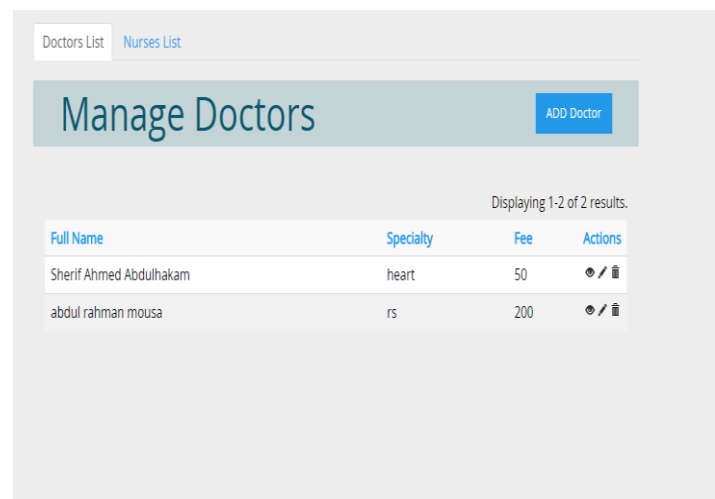 Doctors List Nurses List
Manage Doctors ADD Doctor
Displaying 1-2 of 2 results.
Full Name Specialty Fee Actions
Sherif Ahmed Abdulhakam heart 50
abdul rahman mousa rs 200